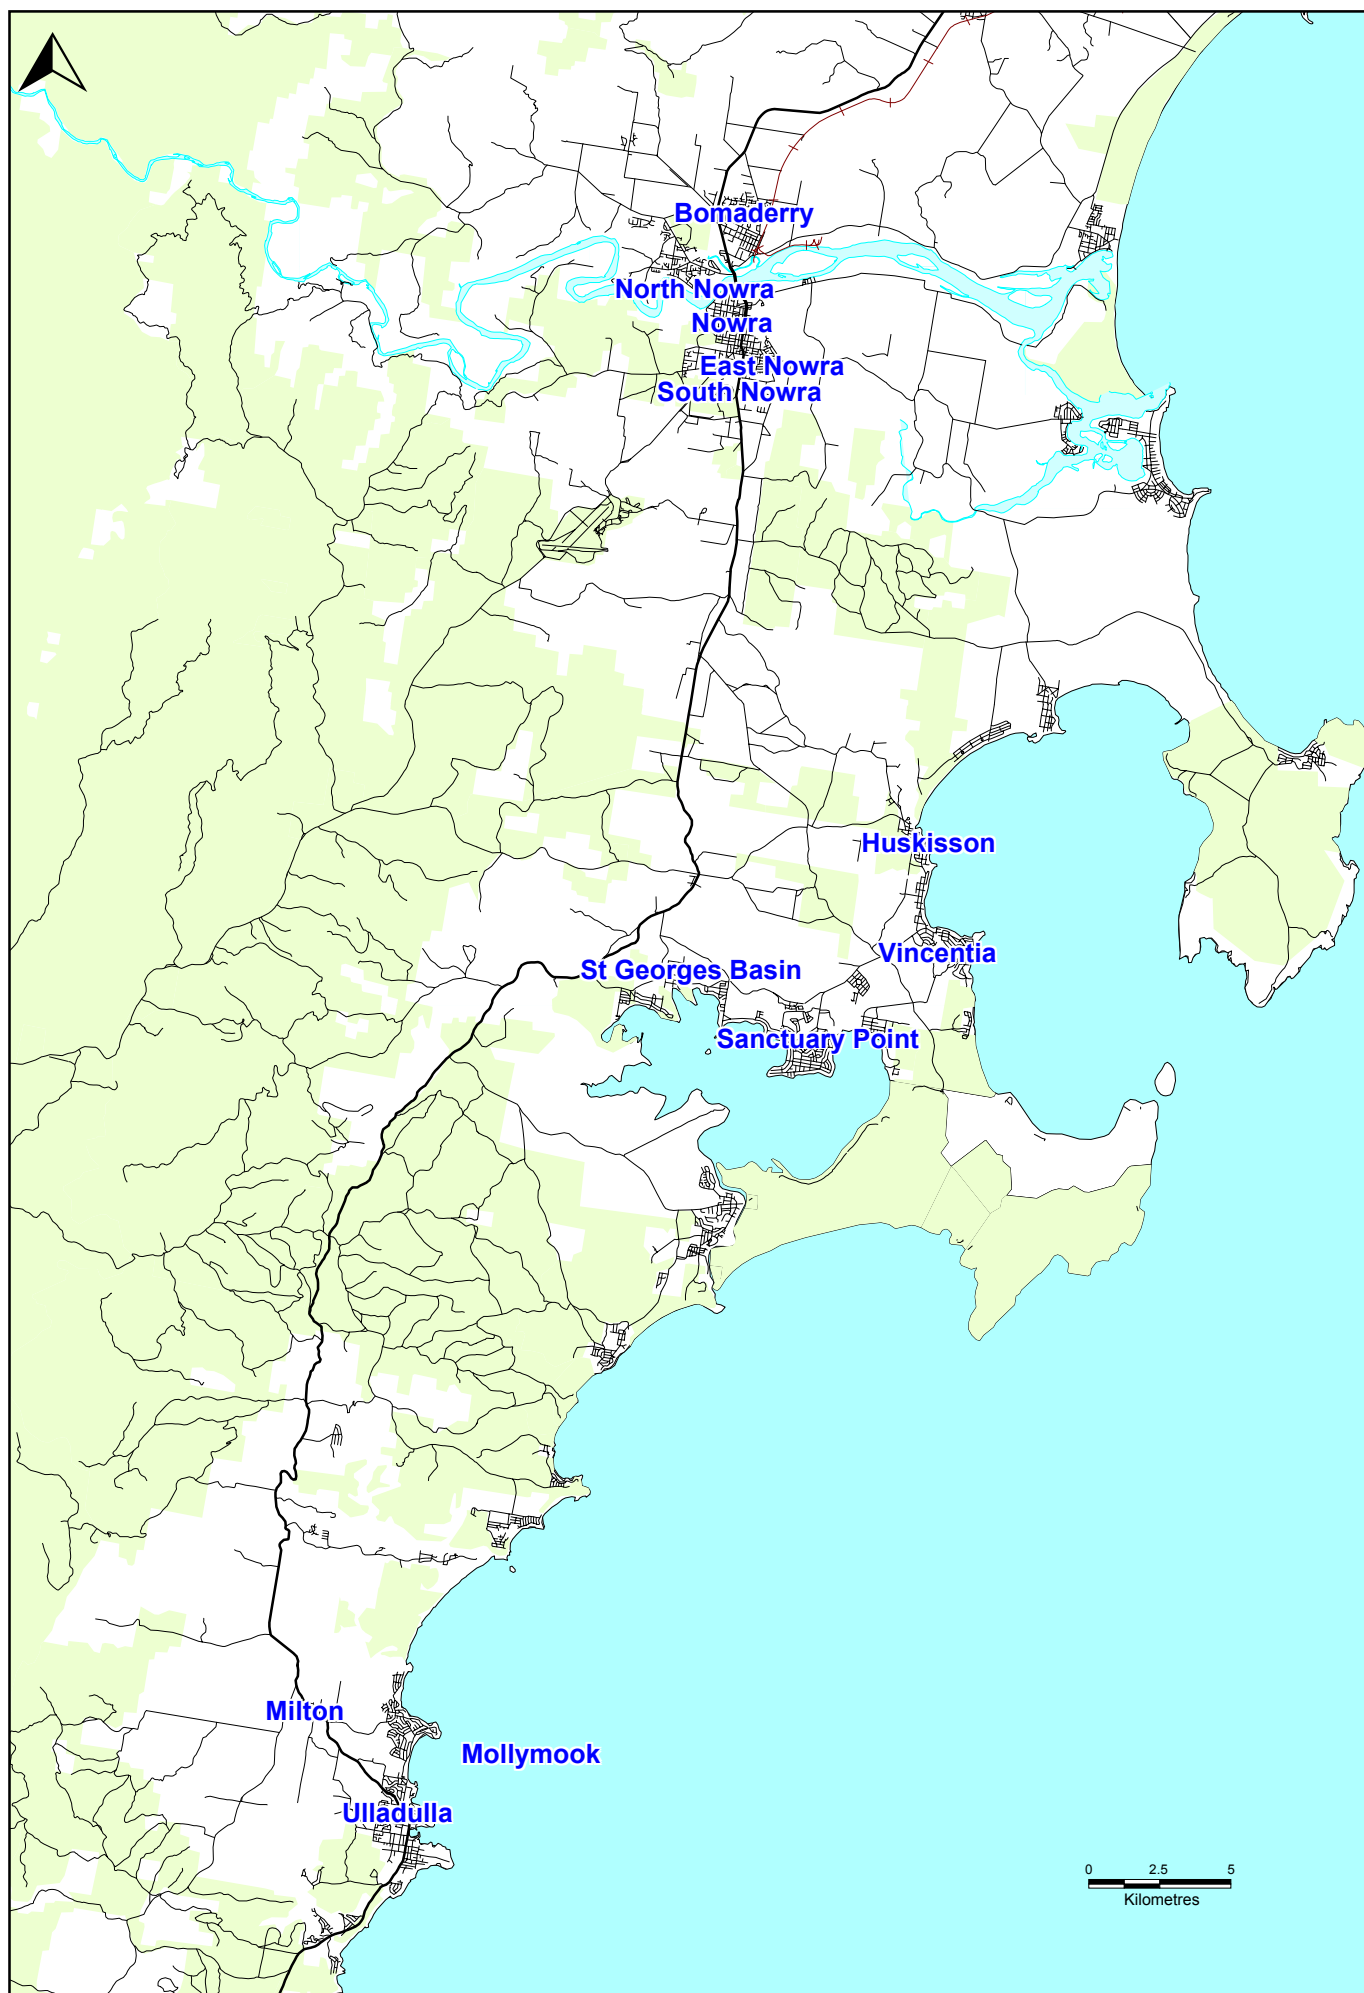 Bomaderry
North Nowra
Nowra
East Nowra
South Nowra
Huskisson
Vincentia
St Georges Basin
Sanctuary Point
Milton
Mollymook
Ulladulla
0 2.5 5
Kilometres